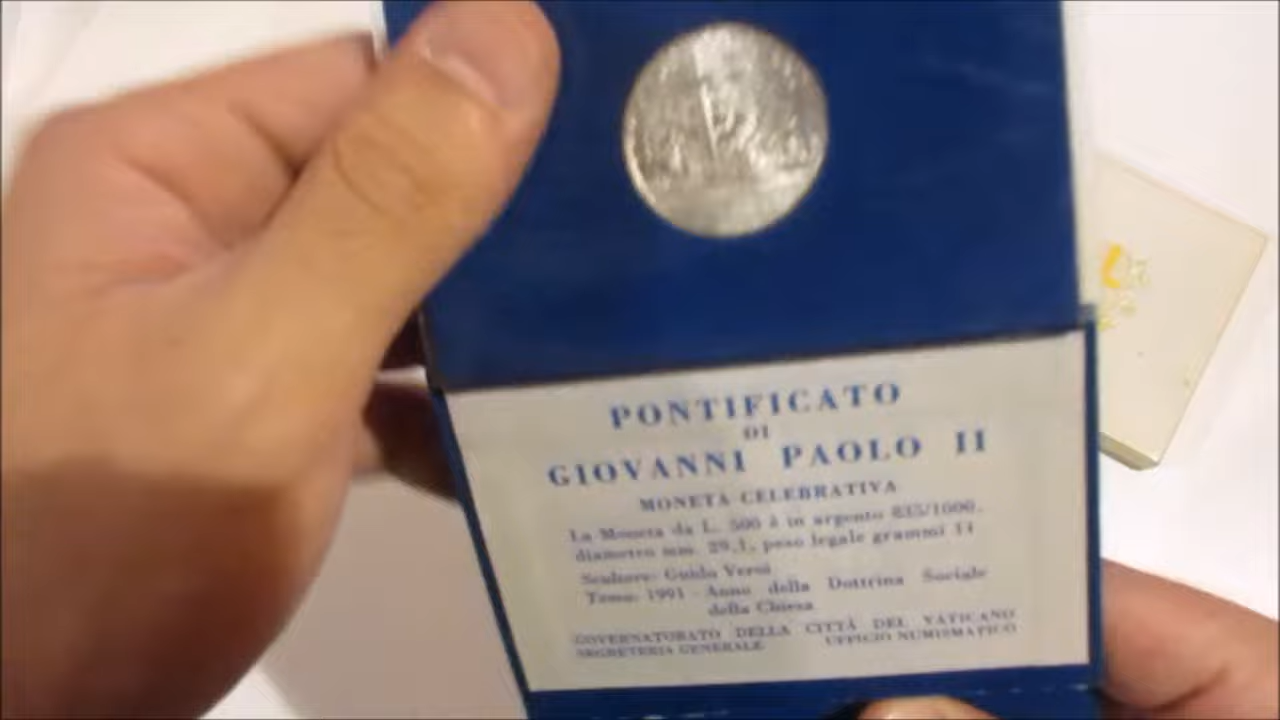 PONTIFICATO
DI
GIOVANNI PAOLO II
MONETA CELEBRATIVA
La Moneta da L. 500 è in argento 835/1000,
diametro mm. 29,1, peso legale grammi 11
Scultore: Guido Veroi
Tema: 1991 - Anno della Dottrina Sociale
della Chiesa
GOVERNATORATO DELLA CITTÀ DEL VATICANO
SEGRETERIA GENERALE UFFICIO NUMISMATICO